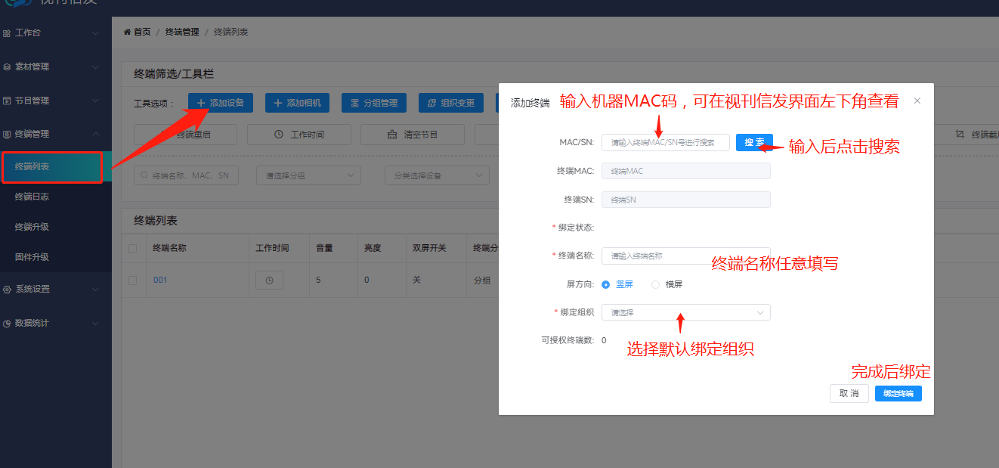 视刊信发
工作台
素材管理
节目管理
终端管理
终端列表
终端日志
终端升级
固件升级
系统设置
数据统计
首页 / 终端管理 / 终端列表
终端筛选/工具栏
工具选项： 添加设备 添加相机 分组管理 组织变更
终端重启 工作时间 清空节目 终端截屏
终端名称、MAC、SN 请选择分组 分类选择设备
终端列表
终端名称 工作时间 音量 亮度 双屏开关 终端分
001 5 0 关 分组
添加终端 输入机器MAC码，可在视刊信发界面左下角查看
MAC/SN: 请输入终端MAC/SN号进行搜索 搜 索 输入后点击搜索
终端MAC: 终端MAC
终端SN: 终端SN
* 绑定状态:
* 终端名称: 请输入终端名称
终端名称任意填写
屏方向: 竖屏 横屏
* 绑定组织 请选择
可授权终端数: 0
选择默认绑定组织
完成后绑定
取 消 绑定终端